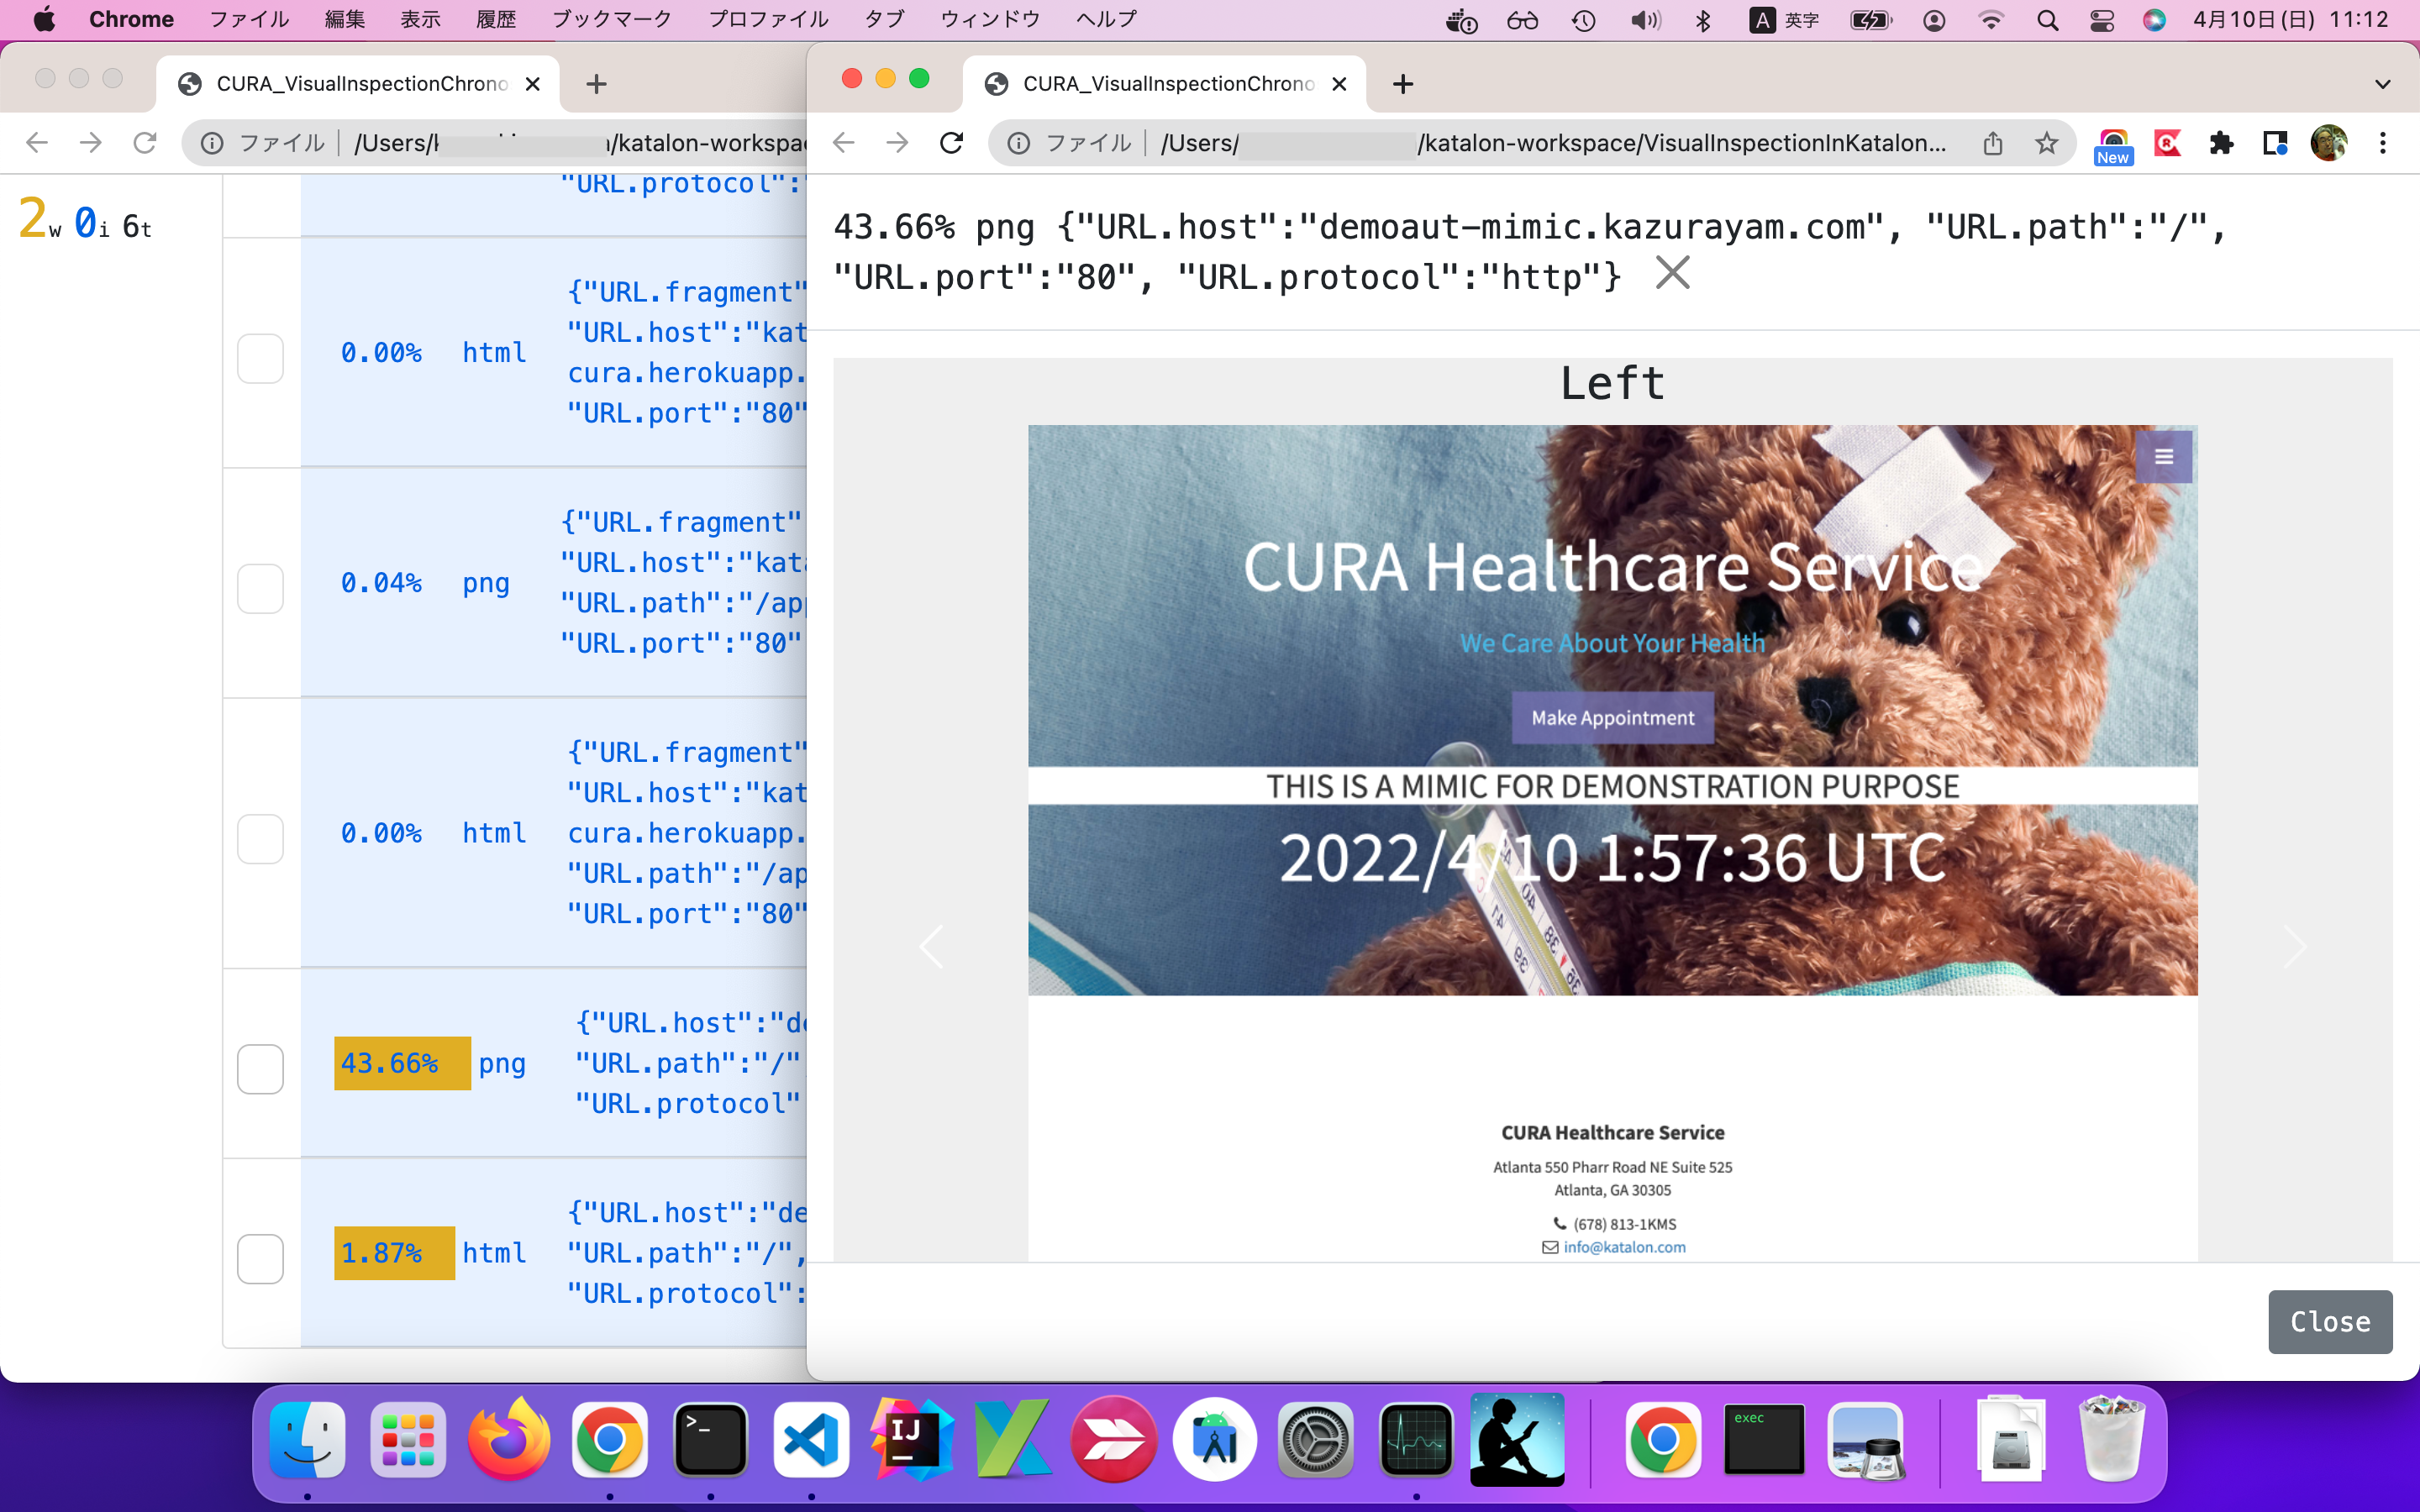 Chrome ファイル 編集 表示 履歴 ブックマーク プロファイル タブ ウィンドウ ヘルプ A 英字 4月10日(日) 11:12
CURA_VisualInspectionChrono
ファイル /Users/ /katalon-workspa
2w 0i 6t
"URL.protocol":
{"URL.fragment"
"URL.host":"kat
0.00% html
cura.herokuapp.
"URL.port":"80"
{"URL.fragment"
"URL.host":"kat
0.04% png
"URL.path":"/ap
"URL.port":"80"
{"URL.fragment"
"URL.host":"kat
0.00% html
cura.herokuapp.
"URL.path":"/ap
"URL.port":"80"
{"URL.host":"de
43.66% png
"URL.path":"/"
"URL.protocol"
{"URL.host":"de
1.87% html
"URL.path":"/",
"URL.protocol":
CURA_VisualInspectionChrono
ファイル /Users/ /katalon-workspace/VisualInspectionInKatalon...
New
43.66% png {"URL.host":"demoaut-mimic.kazurayam.com", "URL.path":"/",
"URL.port":"80", "URL.protocol":"http"}
Left
CURA Healthcare Service
We Care About Your Health
Make Appointment
THIS IS A MIMIC FOR DEMONSTRATION PURPOSE
2022/4/10 1:57:36 UTC
CURA Healthcare Service
Atlanta 550 Pharr Road NE Suite 525
Atlanta, GA 30305
(678) 813-1KMS
info@katalon.com
Close
IJ
exec